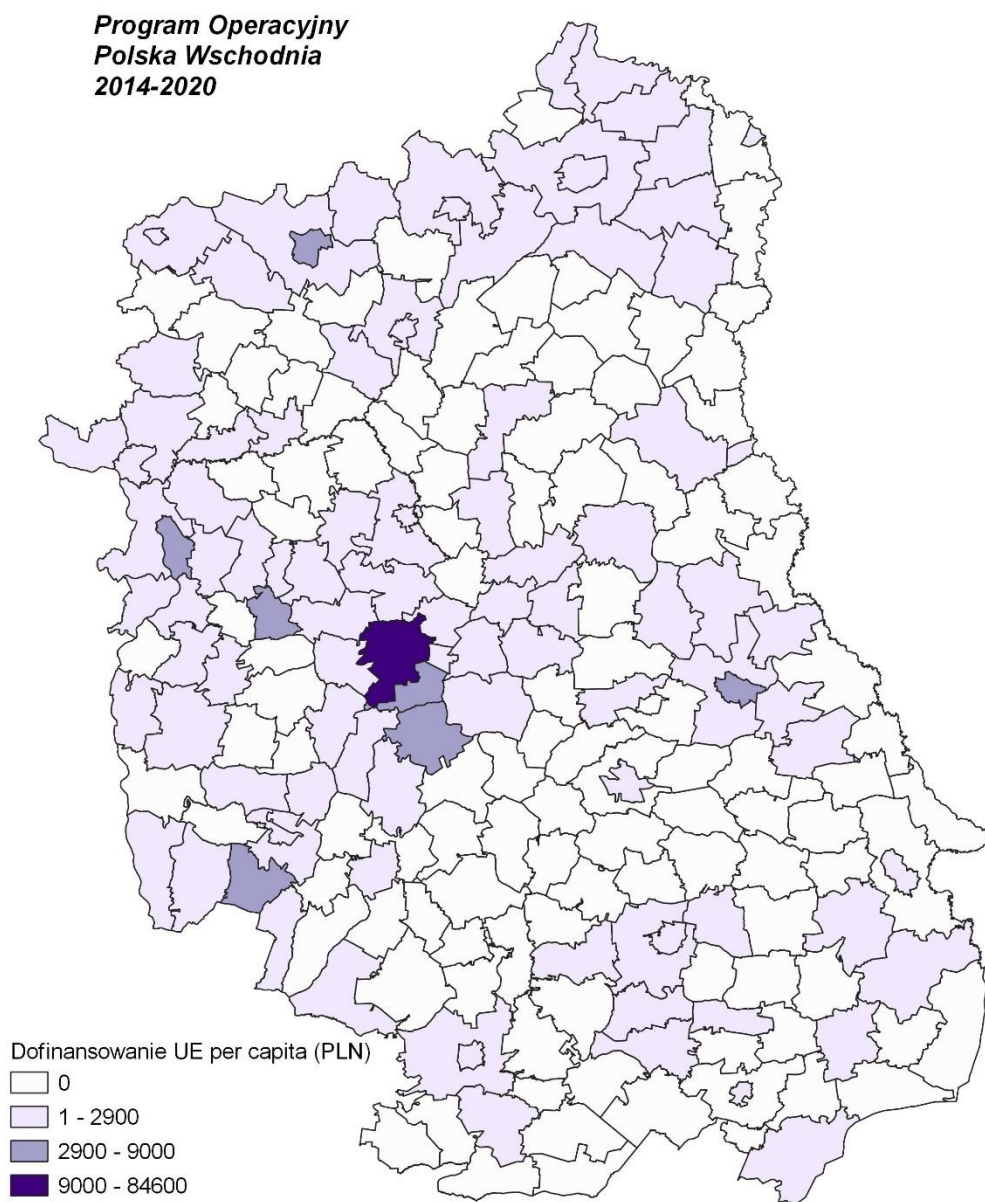 Program Operacyjny
Polska Wschodnia
2014-2020
Dofinansowanie UE per capita (PLN)
0
1 - 2900
2900 - 9000
9000 - 84600